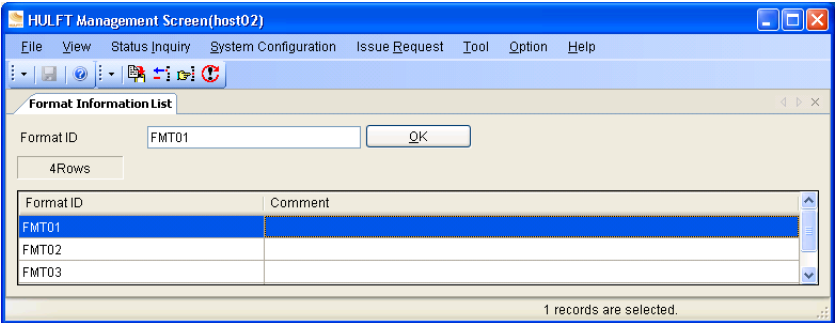 HULFT Management Screen(host02)
File View Status Inquiry System Configuration Issue Request Tool Option Help
Format Information List
Format ID FMT01 OK
4Rows
Format ID Comment
FMT01
FMT02
FMT03
1 records are selected.